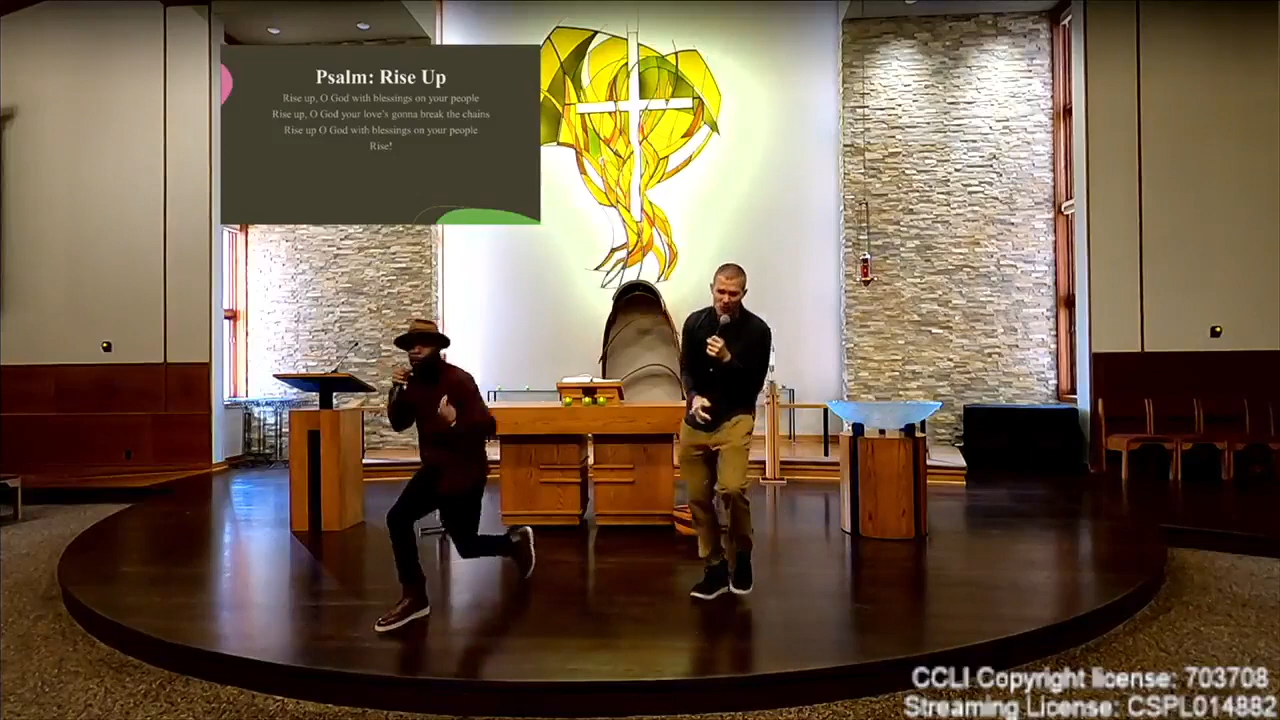 Psalm: Rise Up
Rise up, O God with blessings on your people
Rise up, O God your love's gonna break the chains
Rise up O God with blessings on your people
Rise!
CCLI Copyright license: 703708
Streaming License: CSPL014882